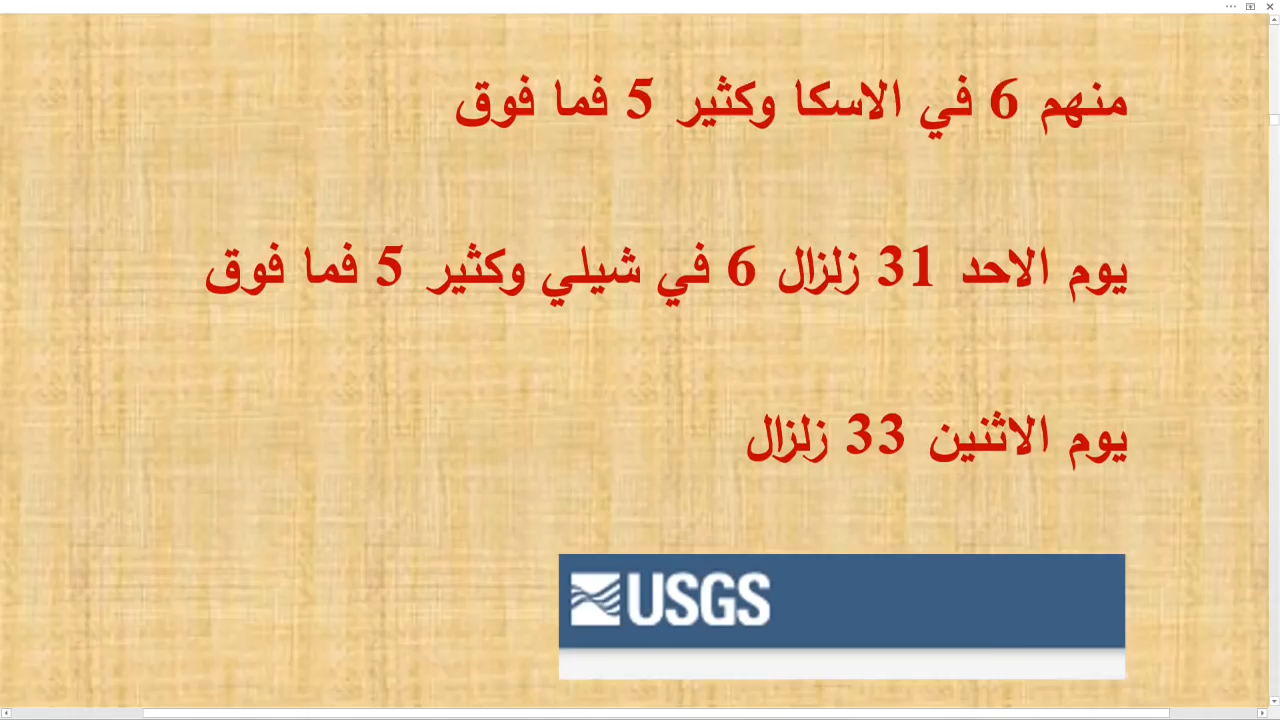 منهم 6 في الاسكا وكثير 5 فما فوق
يوم الاحد 31 زلزال 6 في شيلي وكثير 5 فما فوق
يوم الاثنين 33 زلزال
USGS